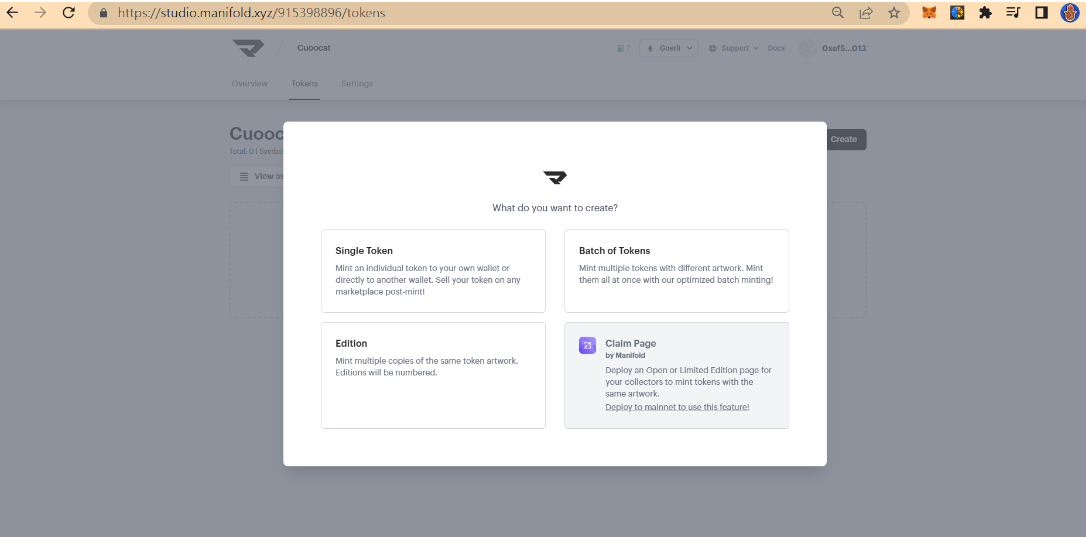 https://studio.manifold.xyz/915398896/tokens
Cuoocat
Goerli
Support
Docs
0xef5...013
Overview
Tokens
Settings
Cuooc
Create
View as
What do you want to create?
Single Token
Mint an individual token to your own wallet or
directly to another wallet. Sell your token on any
marketplace post-mint!
Batch of Tokens
Mint multiple tokens with different artwork. Mint
them all at once with our optimized batch minting!
Edition
Mint multiple copies of the same token artwork.
Editions will be numbered.
Claim Page
by Manifold
Deploy an Open or Limited Edition page for
your collectors to mint tokens with the
same artwork.
Deploy to mainnet to use this feature!